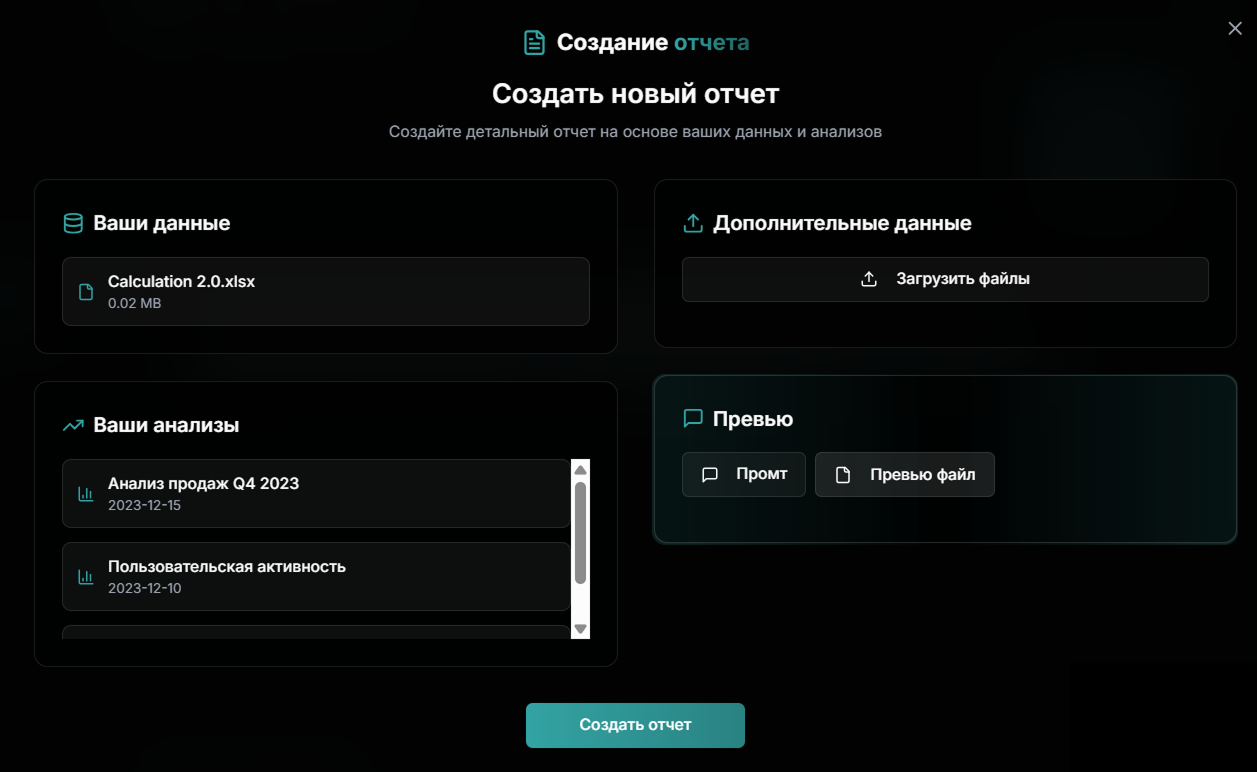 Создание отчета
Создать новый отчет
Создайте детальный отчет на основе ваших данных и анализов
Ваши данные
Calculation 2.0.xlsx
0.02 MB
Дополнительные данные
Загрузить файлы
Ваши анализы
Анализ продаж Q4 2023
2023-12-15
Пользовательская активность
2023-12-10
Превью
Промт
Превью файл
Создать отчет